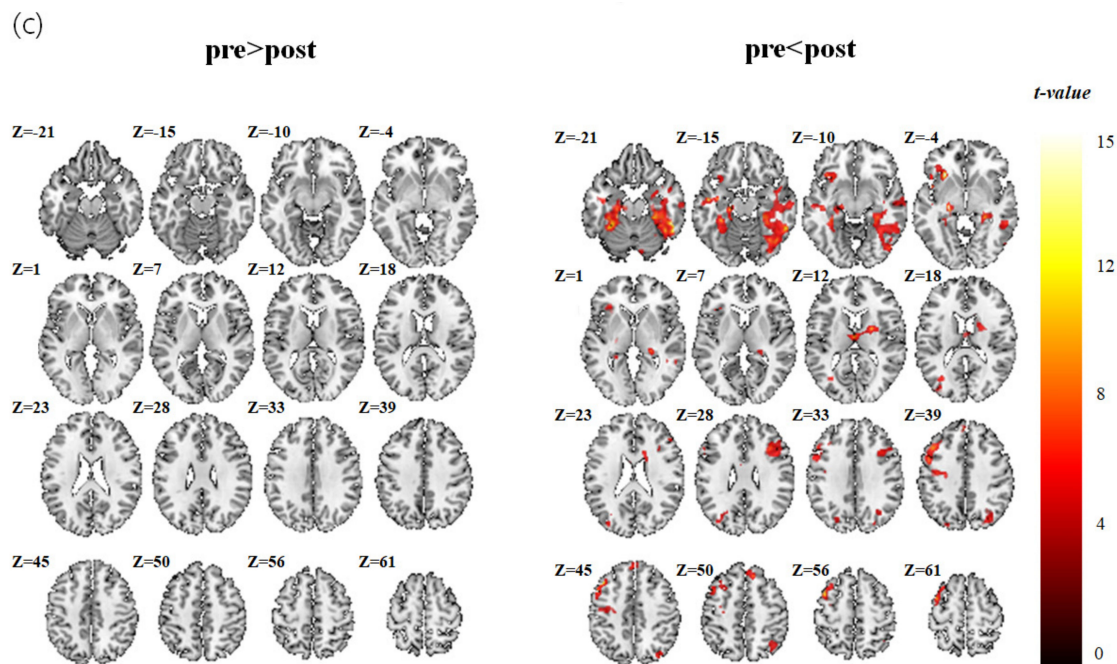 (c)
pre>post
pre<post
t-value
Z=-21 Z=-15 Z=-10 Z=-4
Z=1 Z=7 Z=12 Z=18
Z=23 Z=28 Z=33 Z=39
Z=45 Z=50 Z=56 Z=61
Z=-21 Z=-15 Z=-10 Z=-4
Z=1 Z=7 Z=12 Z=18
Z=23 Z=28 Z=33 Z=39
Z=45 Z=50 Z=56 Z=61
15
12
8
4
0